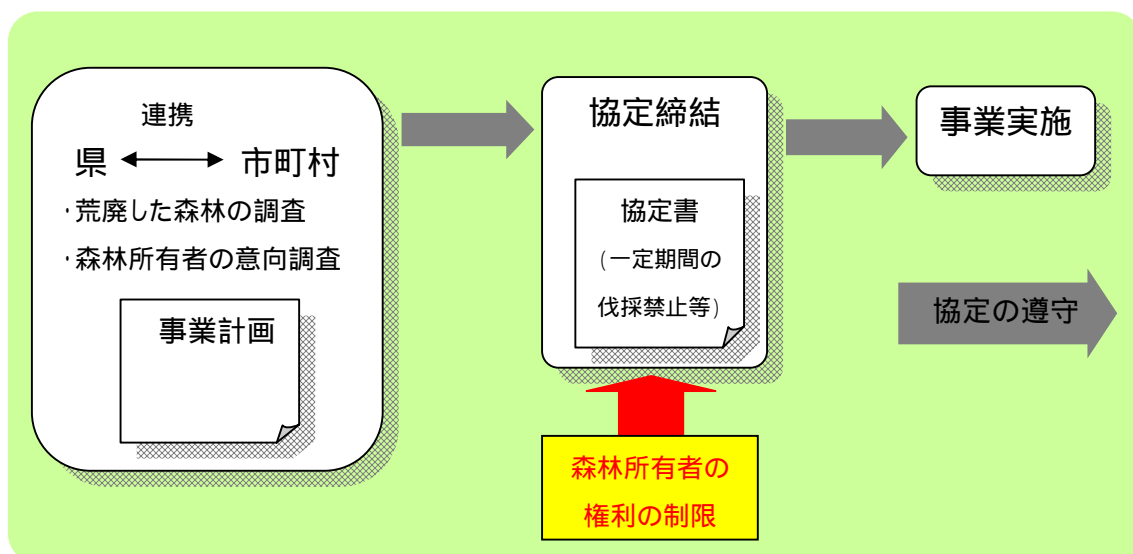 連携
県 市町村
・荒廃した森林の調査
・森林所有者の意向調査
事業計画
協定締結
協定書
(一定期間の
伐採禁止等)
森林所有者の
権利の制限
事業実施
協定の遵守